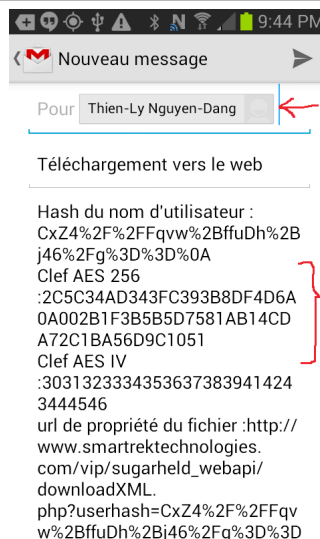 9:44 PM
Nouveau message
Pour Thien-Ly Nguyen-Dang
Téléchargement vers le web
Hash du nom d'utilisateur :
CxZ4%2F%2FFqvw%2BffuDh%2B
j46%2Fg%3D%3D%0A
Clef AES 256
:2C5C34AD343FC393B8DF4D6A
0A002B1F3B5B5D7581AB14CD
A72C1BA56D9C1051
Clef AES IV
:3031323334353637383941424
3444546
url de propriété du fichier :http://
www.smartrektechnologies.
com/vip/sugarheld_webapi/
downloadXML.
php?userhash=CxZ4%2F%2FFqv
w%2BffuDh%2Bj46%2Fg%3D%3D